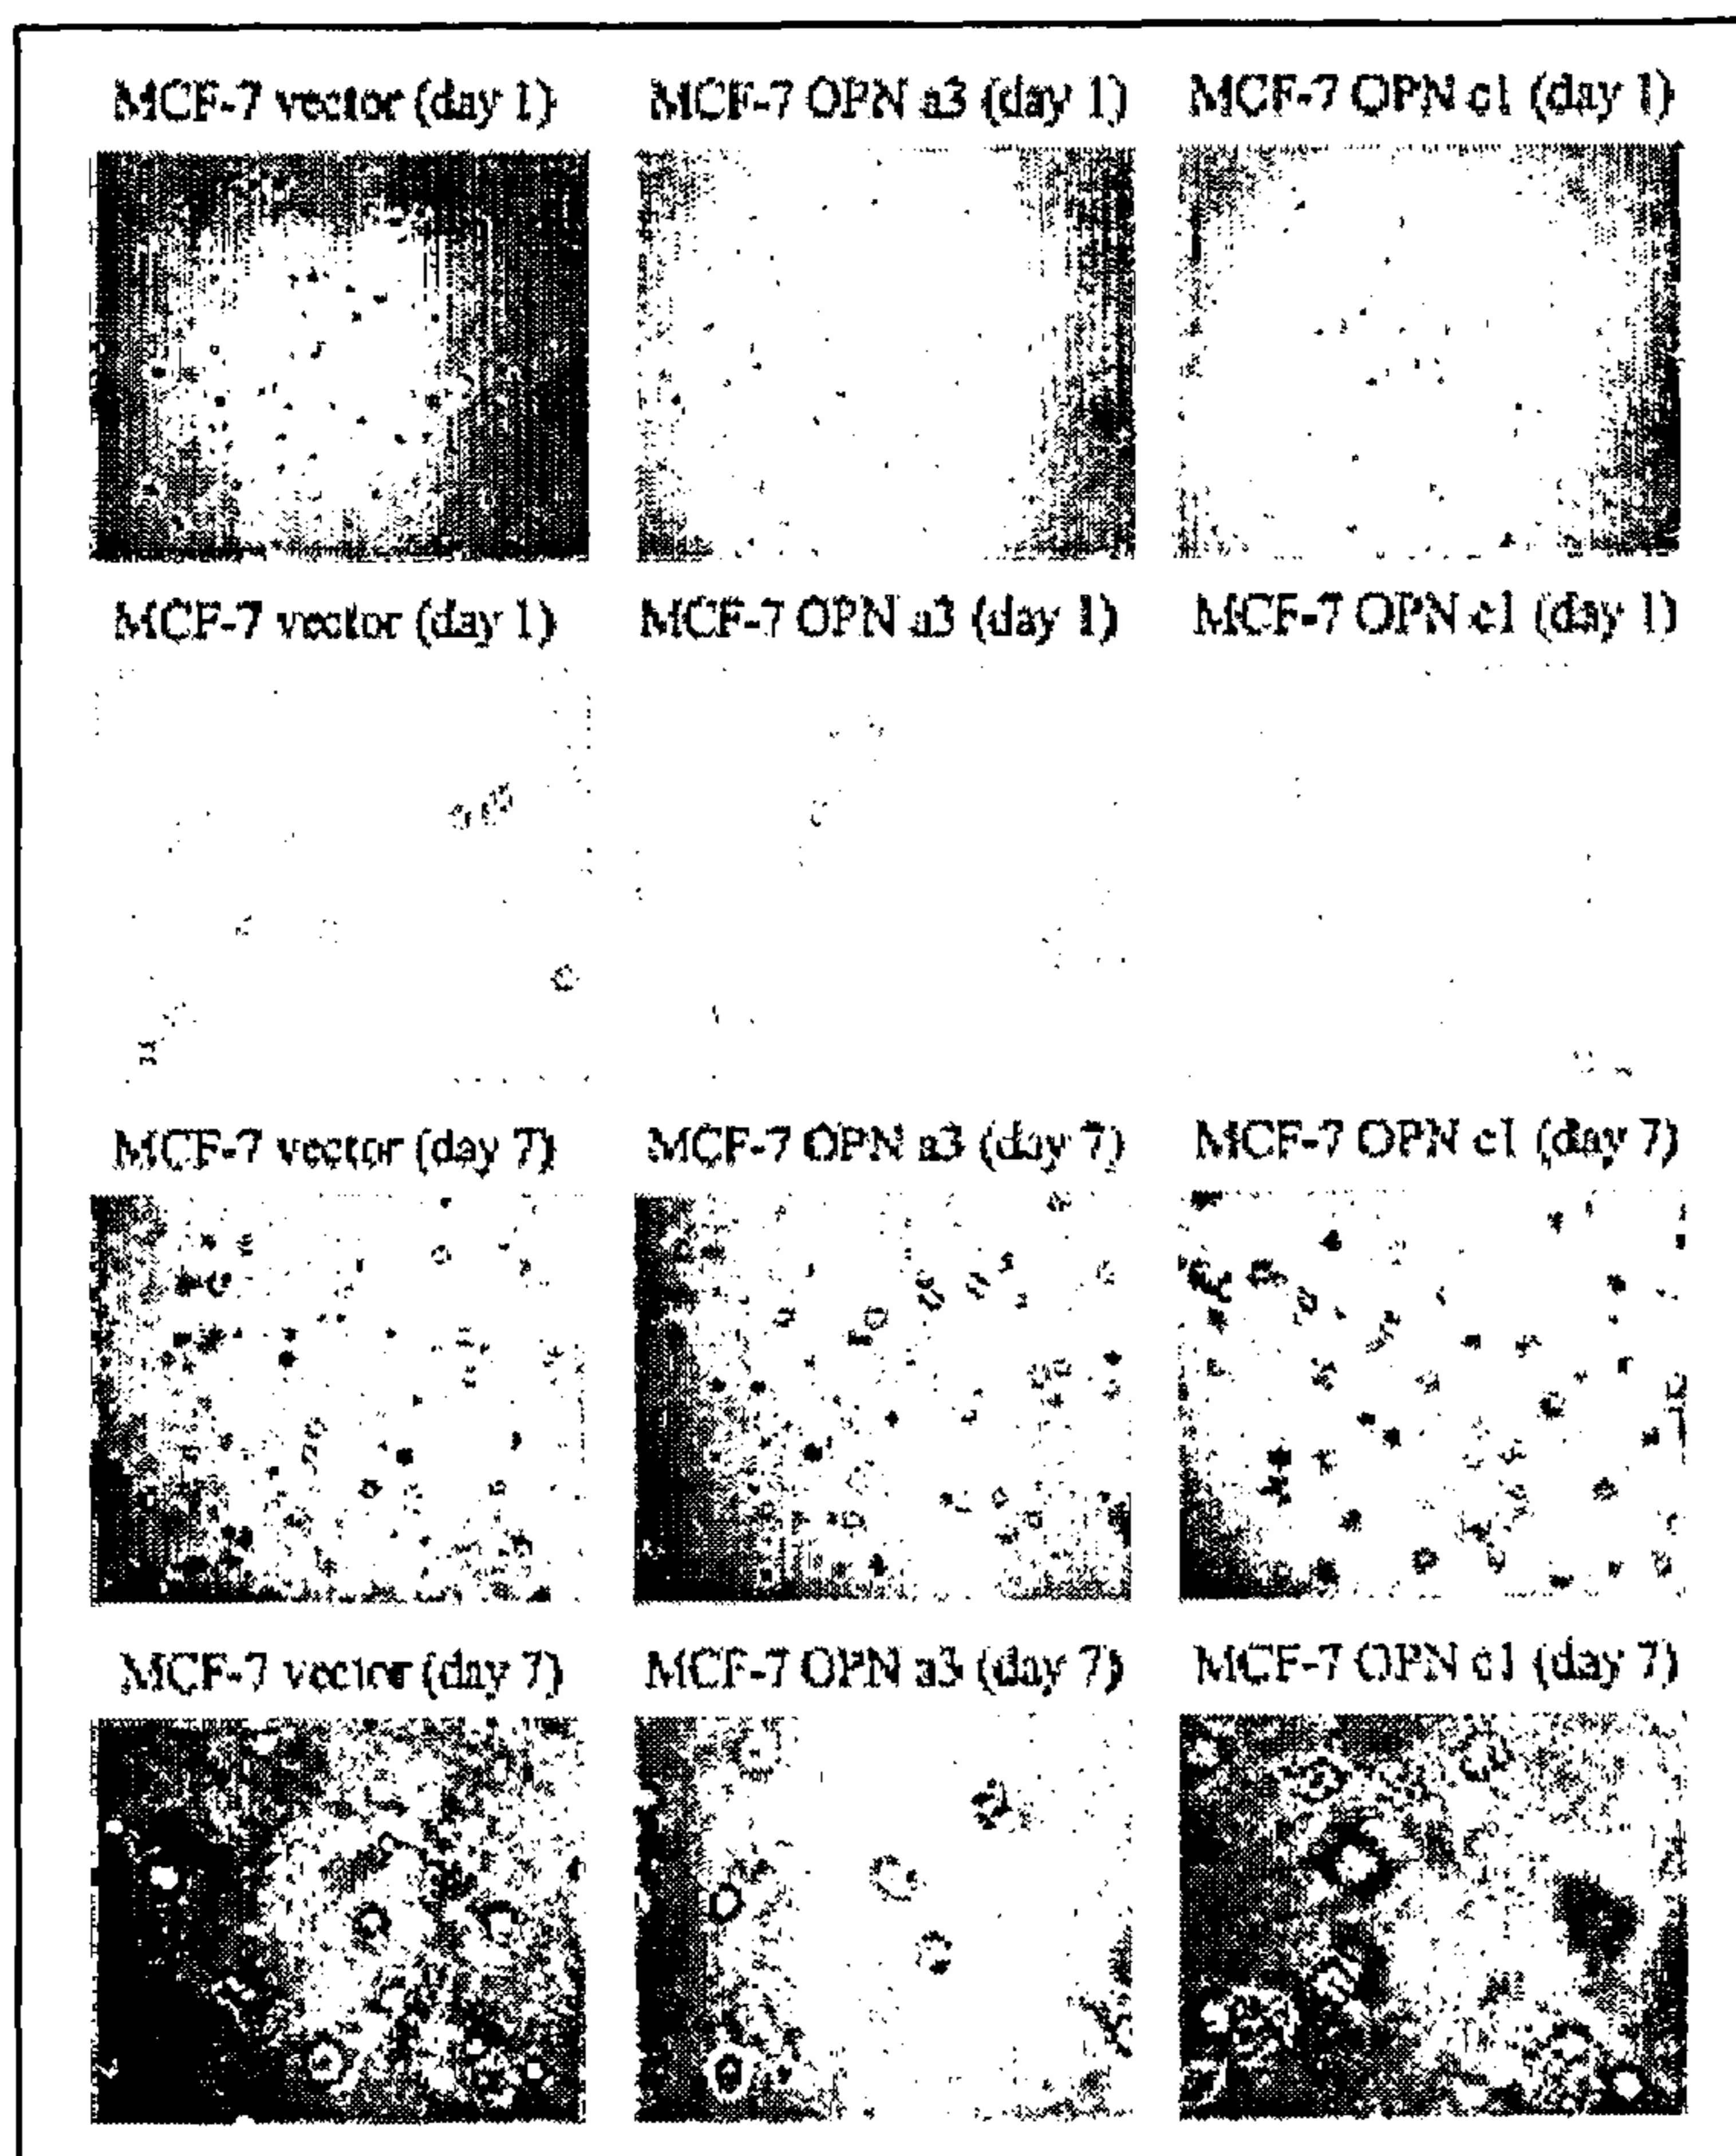 MCF-7 vector (day 1) MCF-7 OPN a3 (day 1) MCF-7 OPN c1 (day 1)
MCF-7 vector (day 1) MCF-7 OPN a3 (day 1) MCF-7 OPN c1 (day 1)
MCF-7 vector (day 7) MCF-7 OPN a3 (day 7) MCF-7 OPN c1 (day 7)
MCF-7 vector (day 7) MCF-7 OPN a3 (day 7) MCF-7 OPN c1 (day 7)